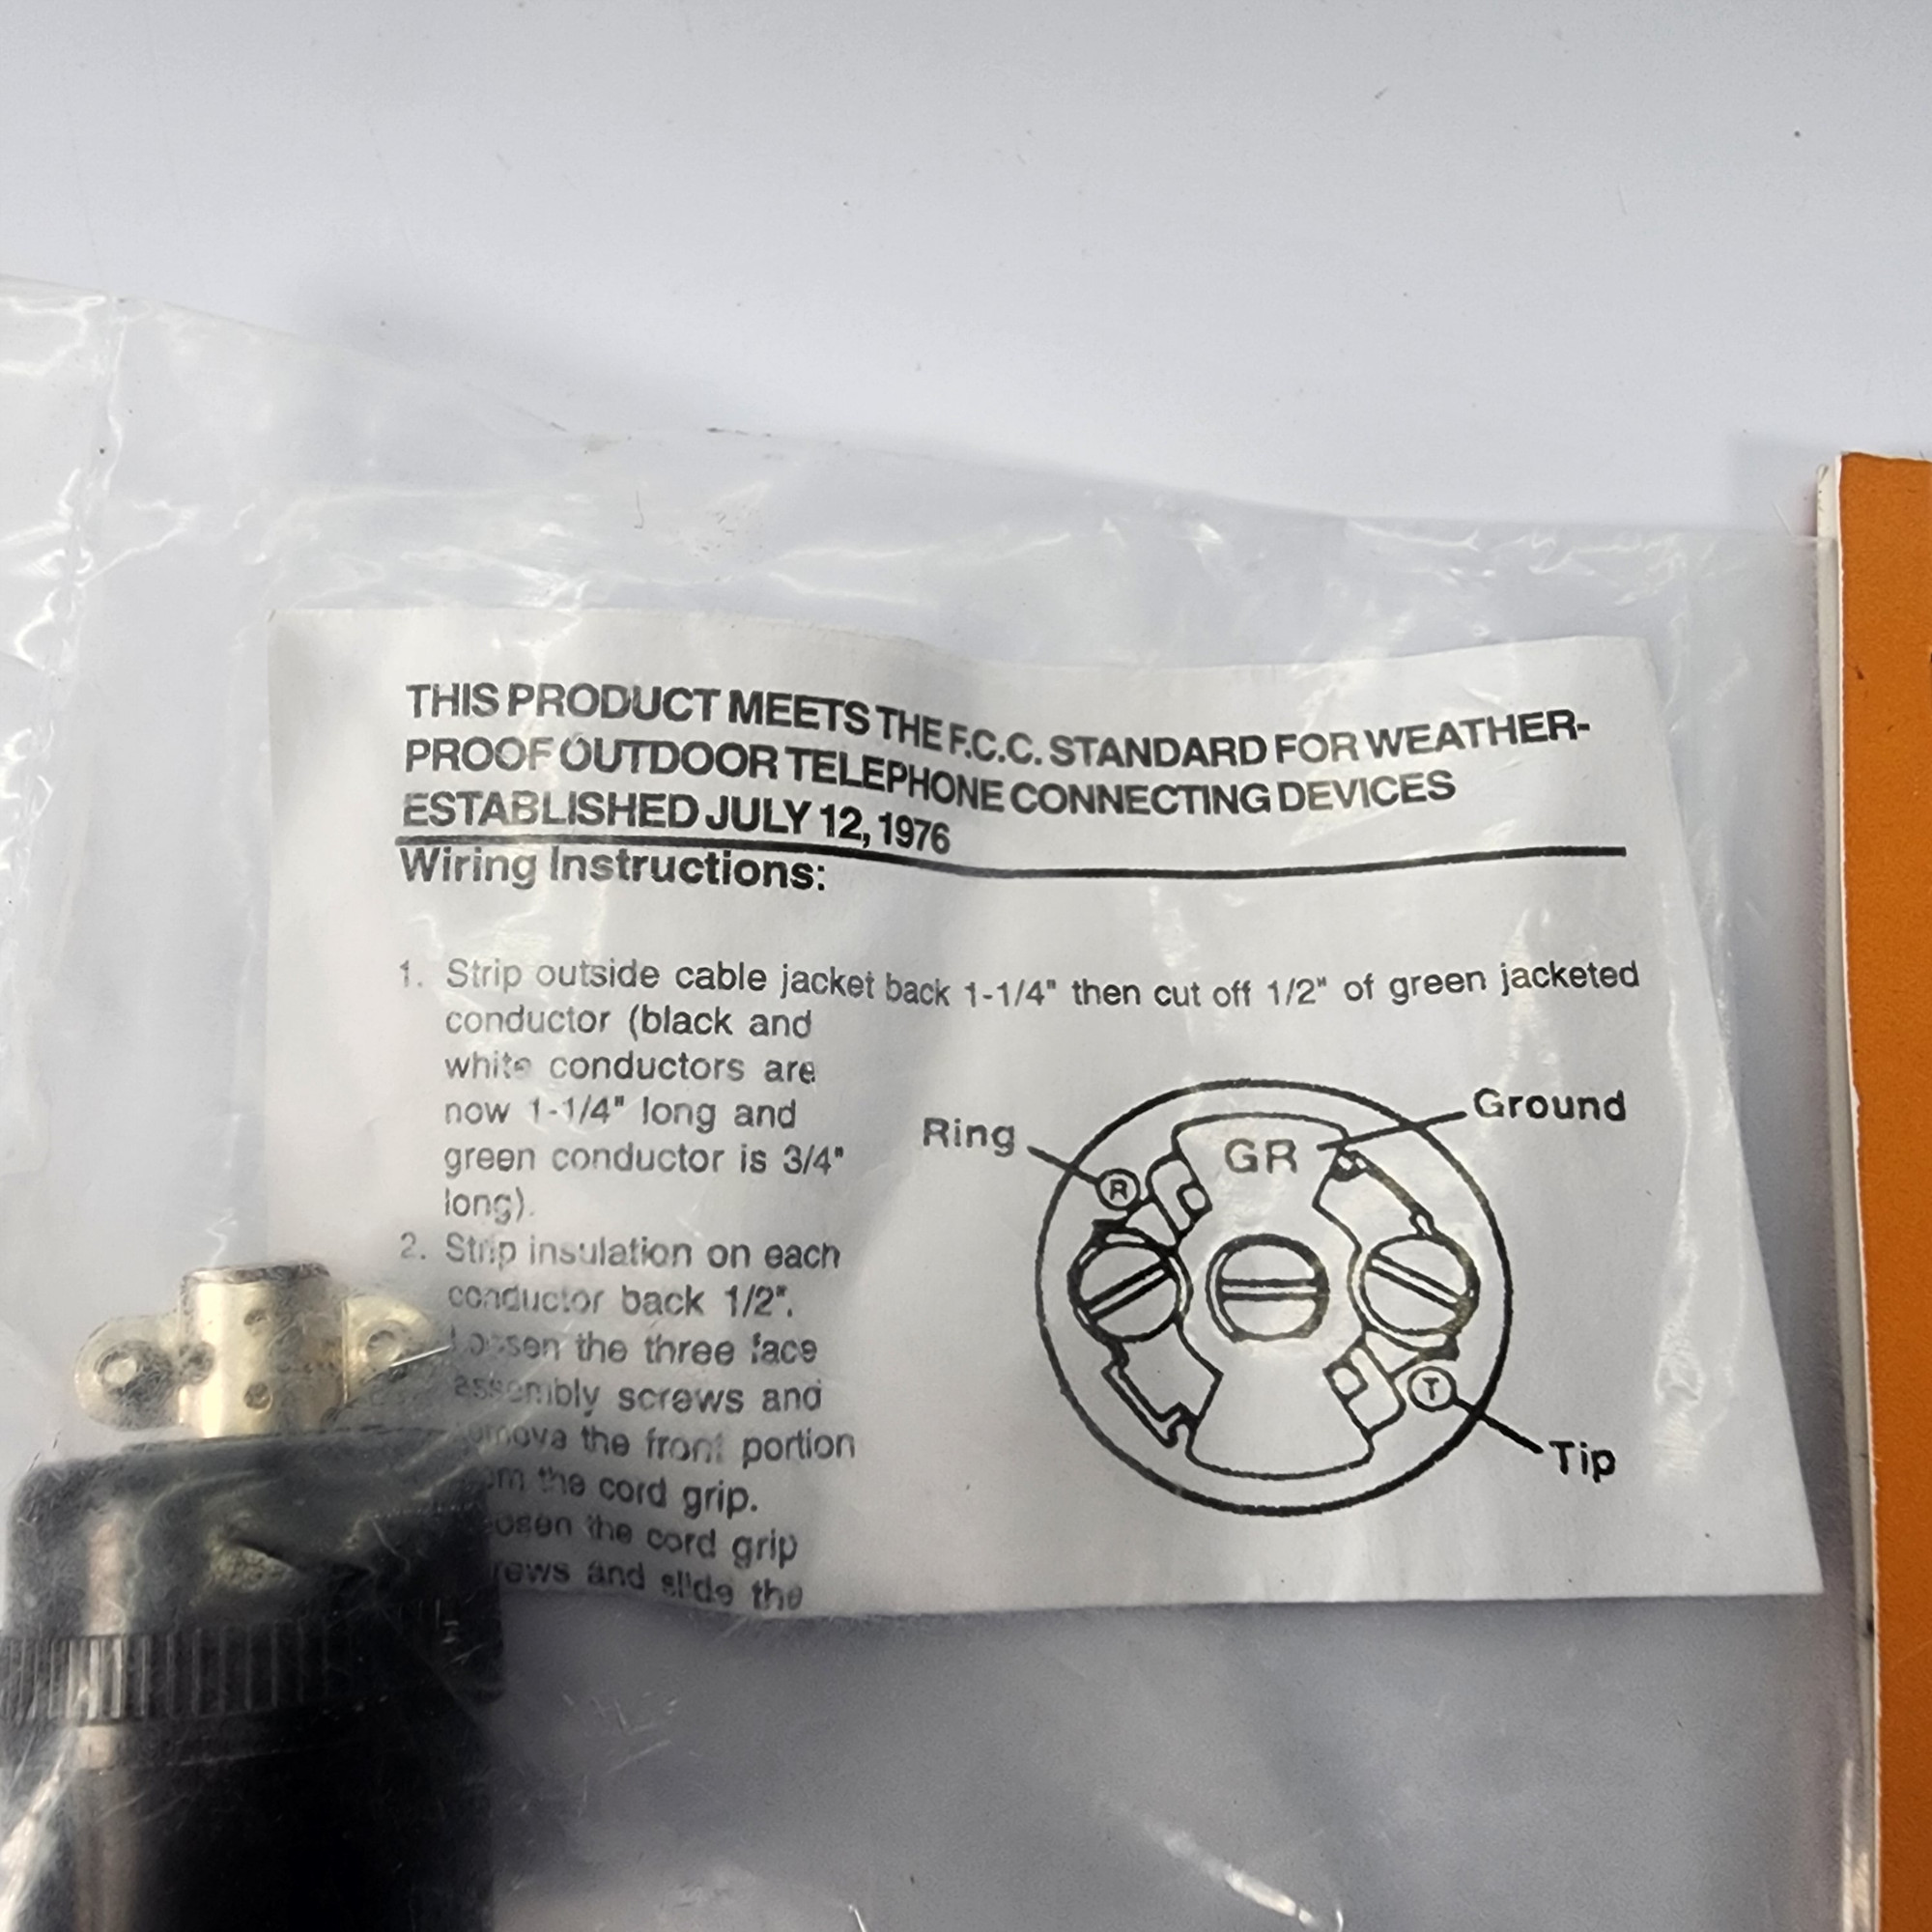 THIS PRODUCT MEETS THE F.C.C. STANDARD FOR WEATHER-
PROOF OUTDOOR TELEPHONE CONNECTING DEVICES
ESTABLISHED JULY 12, 1976
Wiring Instructions:
1. Strip outside cable jacket back 1-1/4" then cut off 1/2" of green jacketed
conductor (black and
white conductors are
now 1-1/4" long and
green conductor is 3/4"
long).
2. Strip insulation on each
conductor back 1/2".
Loosen the three face
assembly screws and
remove the front portion
the cord grip.
the cord grip
and slide the
Ring
Ground
GR
R
T
Tip